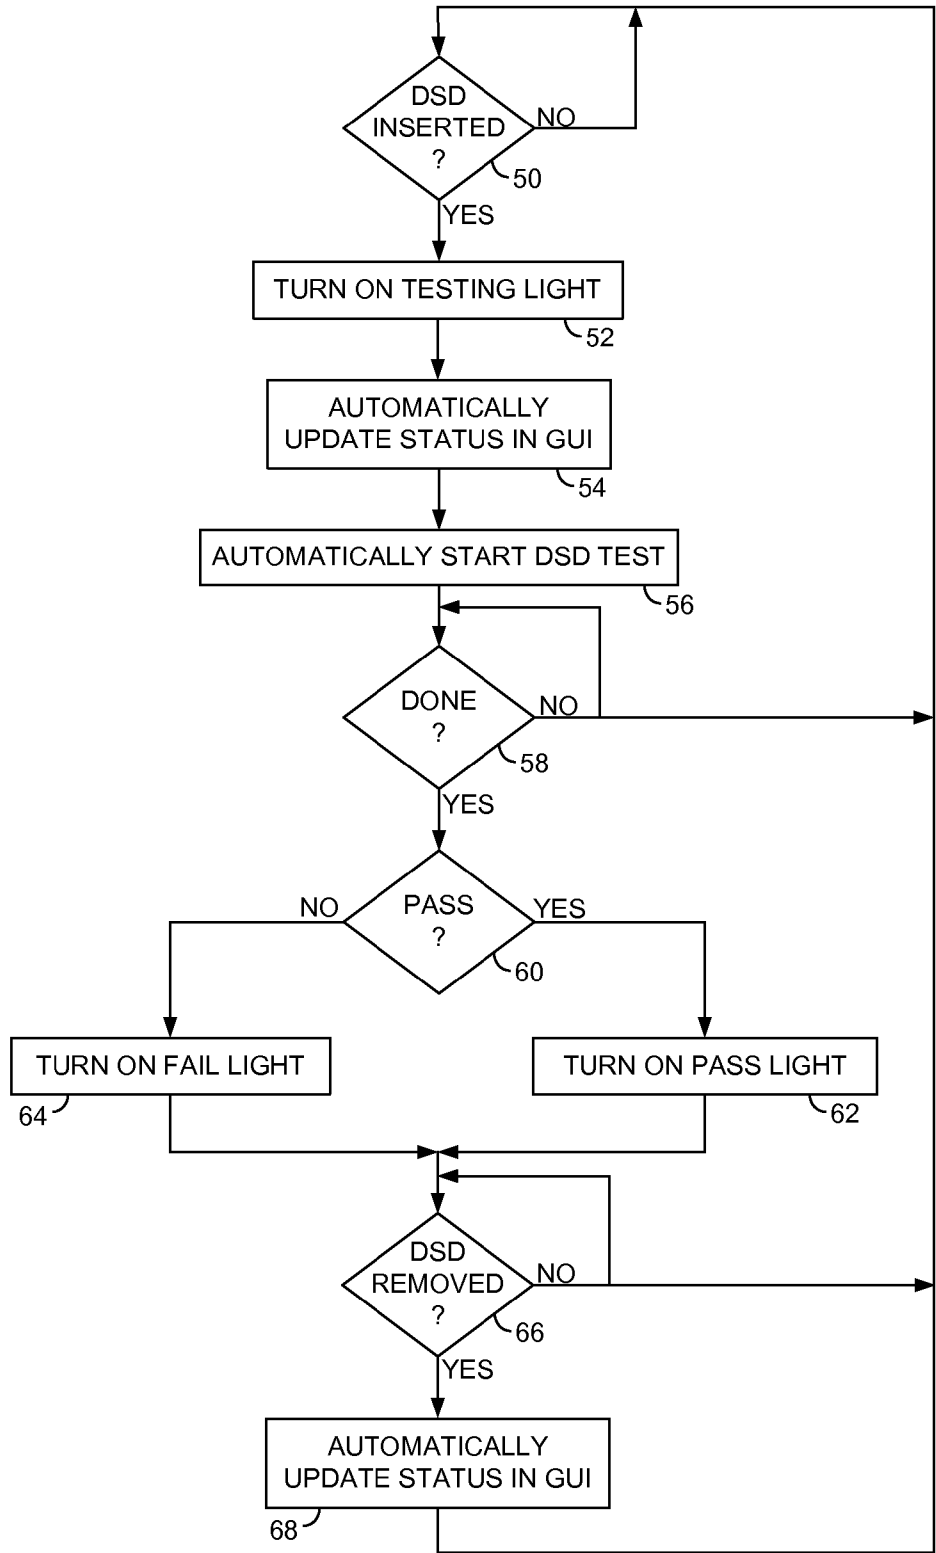 DSD
INSERTED
?
NO
50
YES
TURN ON TESTING LIGHT
52
AUTOMATICALLY
UPDATE STATUS IN GUI
54
AUTOMATICALLY START DSD TEST
56
DONE
?
NO
58
YES
PASS
?
NO
YES
60
TURN ON FAIL LIGHT
64
TURN ON PASS LIGHT
62
DSD
REMOVED
?
NO
66
YES
AUTOMATICALLY
UPDATE STATUS IN GUI
68